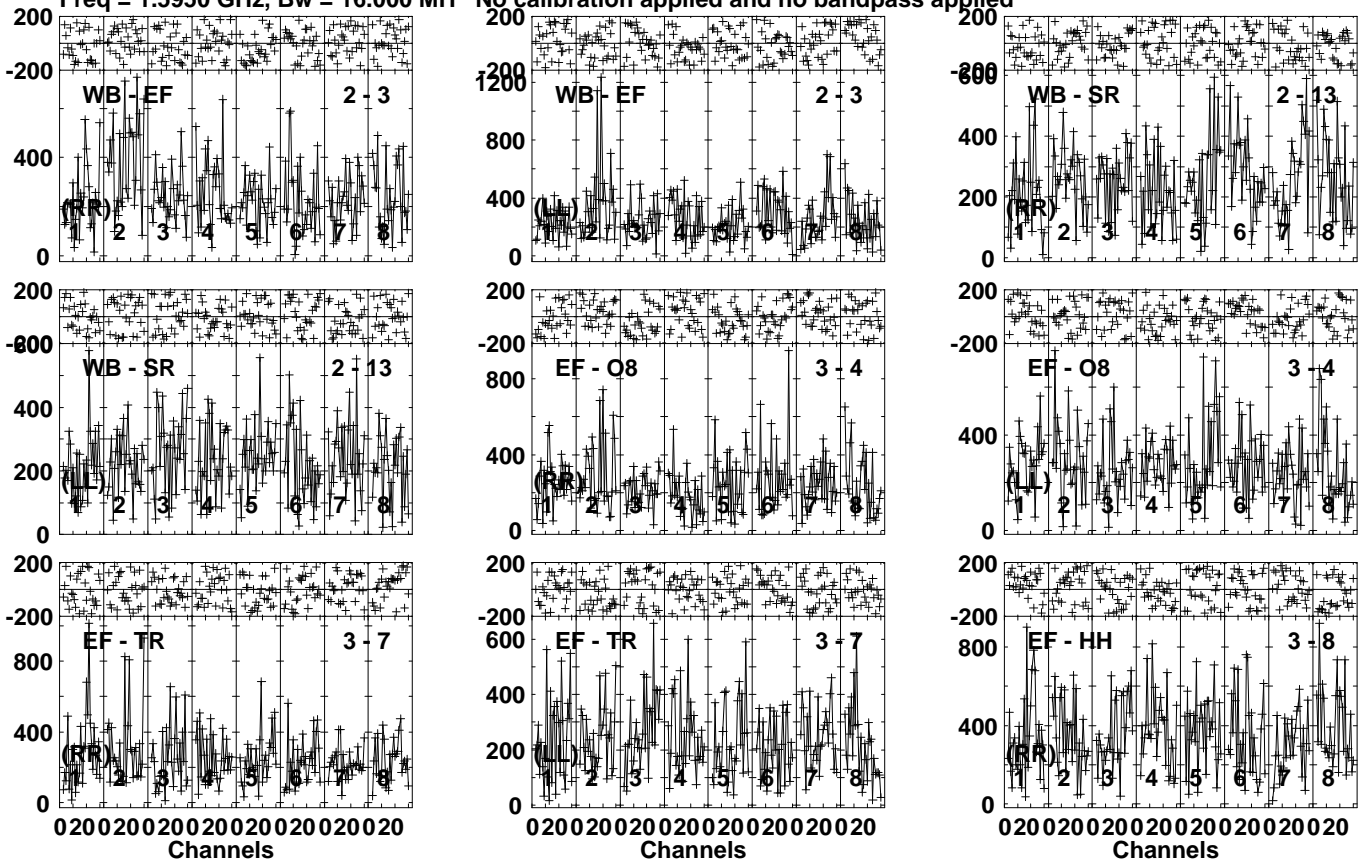 Freq = 1.5950 GHz, Bw = 16.000 MH No calibration applied and no bandpass applied
200 200 200
-200 -200 -200
WB - EF 2 - 3
400
(RR)
1 2 3 4 5 6 7 8
0
1200
WB - EF 2 - 3
800
400
(LL)
1 2 3 4 5 6 7 8
0
600
WB - SR 2 - 13
400
200
(RR)
1 2 3 4 5 6 7 8
0
200 200 200
-200 -200 -200
600
WB - SR 2 - 13
400
200
(LL)
1 2 3 4 5 6 7 8
0
EF - O8 3 - 4
800
400
(RR)
1 2 3 4 5 6 7 8
0
EF - O8 3 - 4
400
(LL)
1 2 3 4 5 6 7 8
0
200 200 200
-200 -200 -200
EF - TR 3 - 7
800
400
(RR)
1 2 3 4 5 6 7 8
0
EF - TR 3 - 7
600
400
200
(LL)
1 2 3 4 5 6 7 8
0
EF - HH 3 - 8
800
400
(RR)
1 2 3 4 5 6 7 8
0
0 20 0 20 0 20 0 20 0 20 0 20 0 20 0 20
Channels
0 20 0 20 0 20 0 20 0 20 0 20 0 20 0 20
Channels
0 20 0 20 0 20 0 20 0 20 0 20 0 20 0 20
Channels